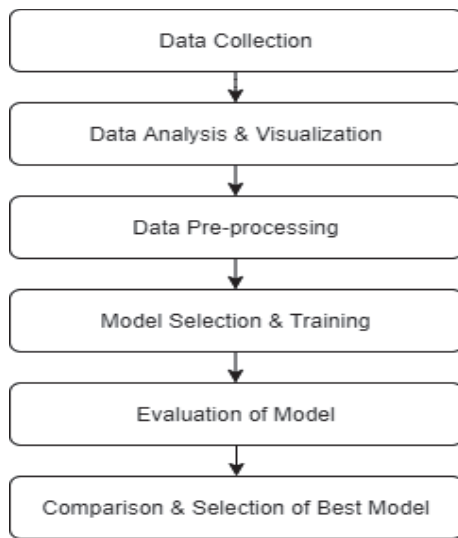 Data Collection
Data Analysis & Visualization
Data Pre-processing
Model Selection & Training
Evaluation of Model
Comparison & Selection of Best Model